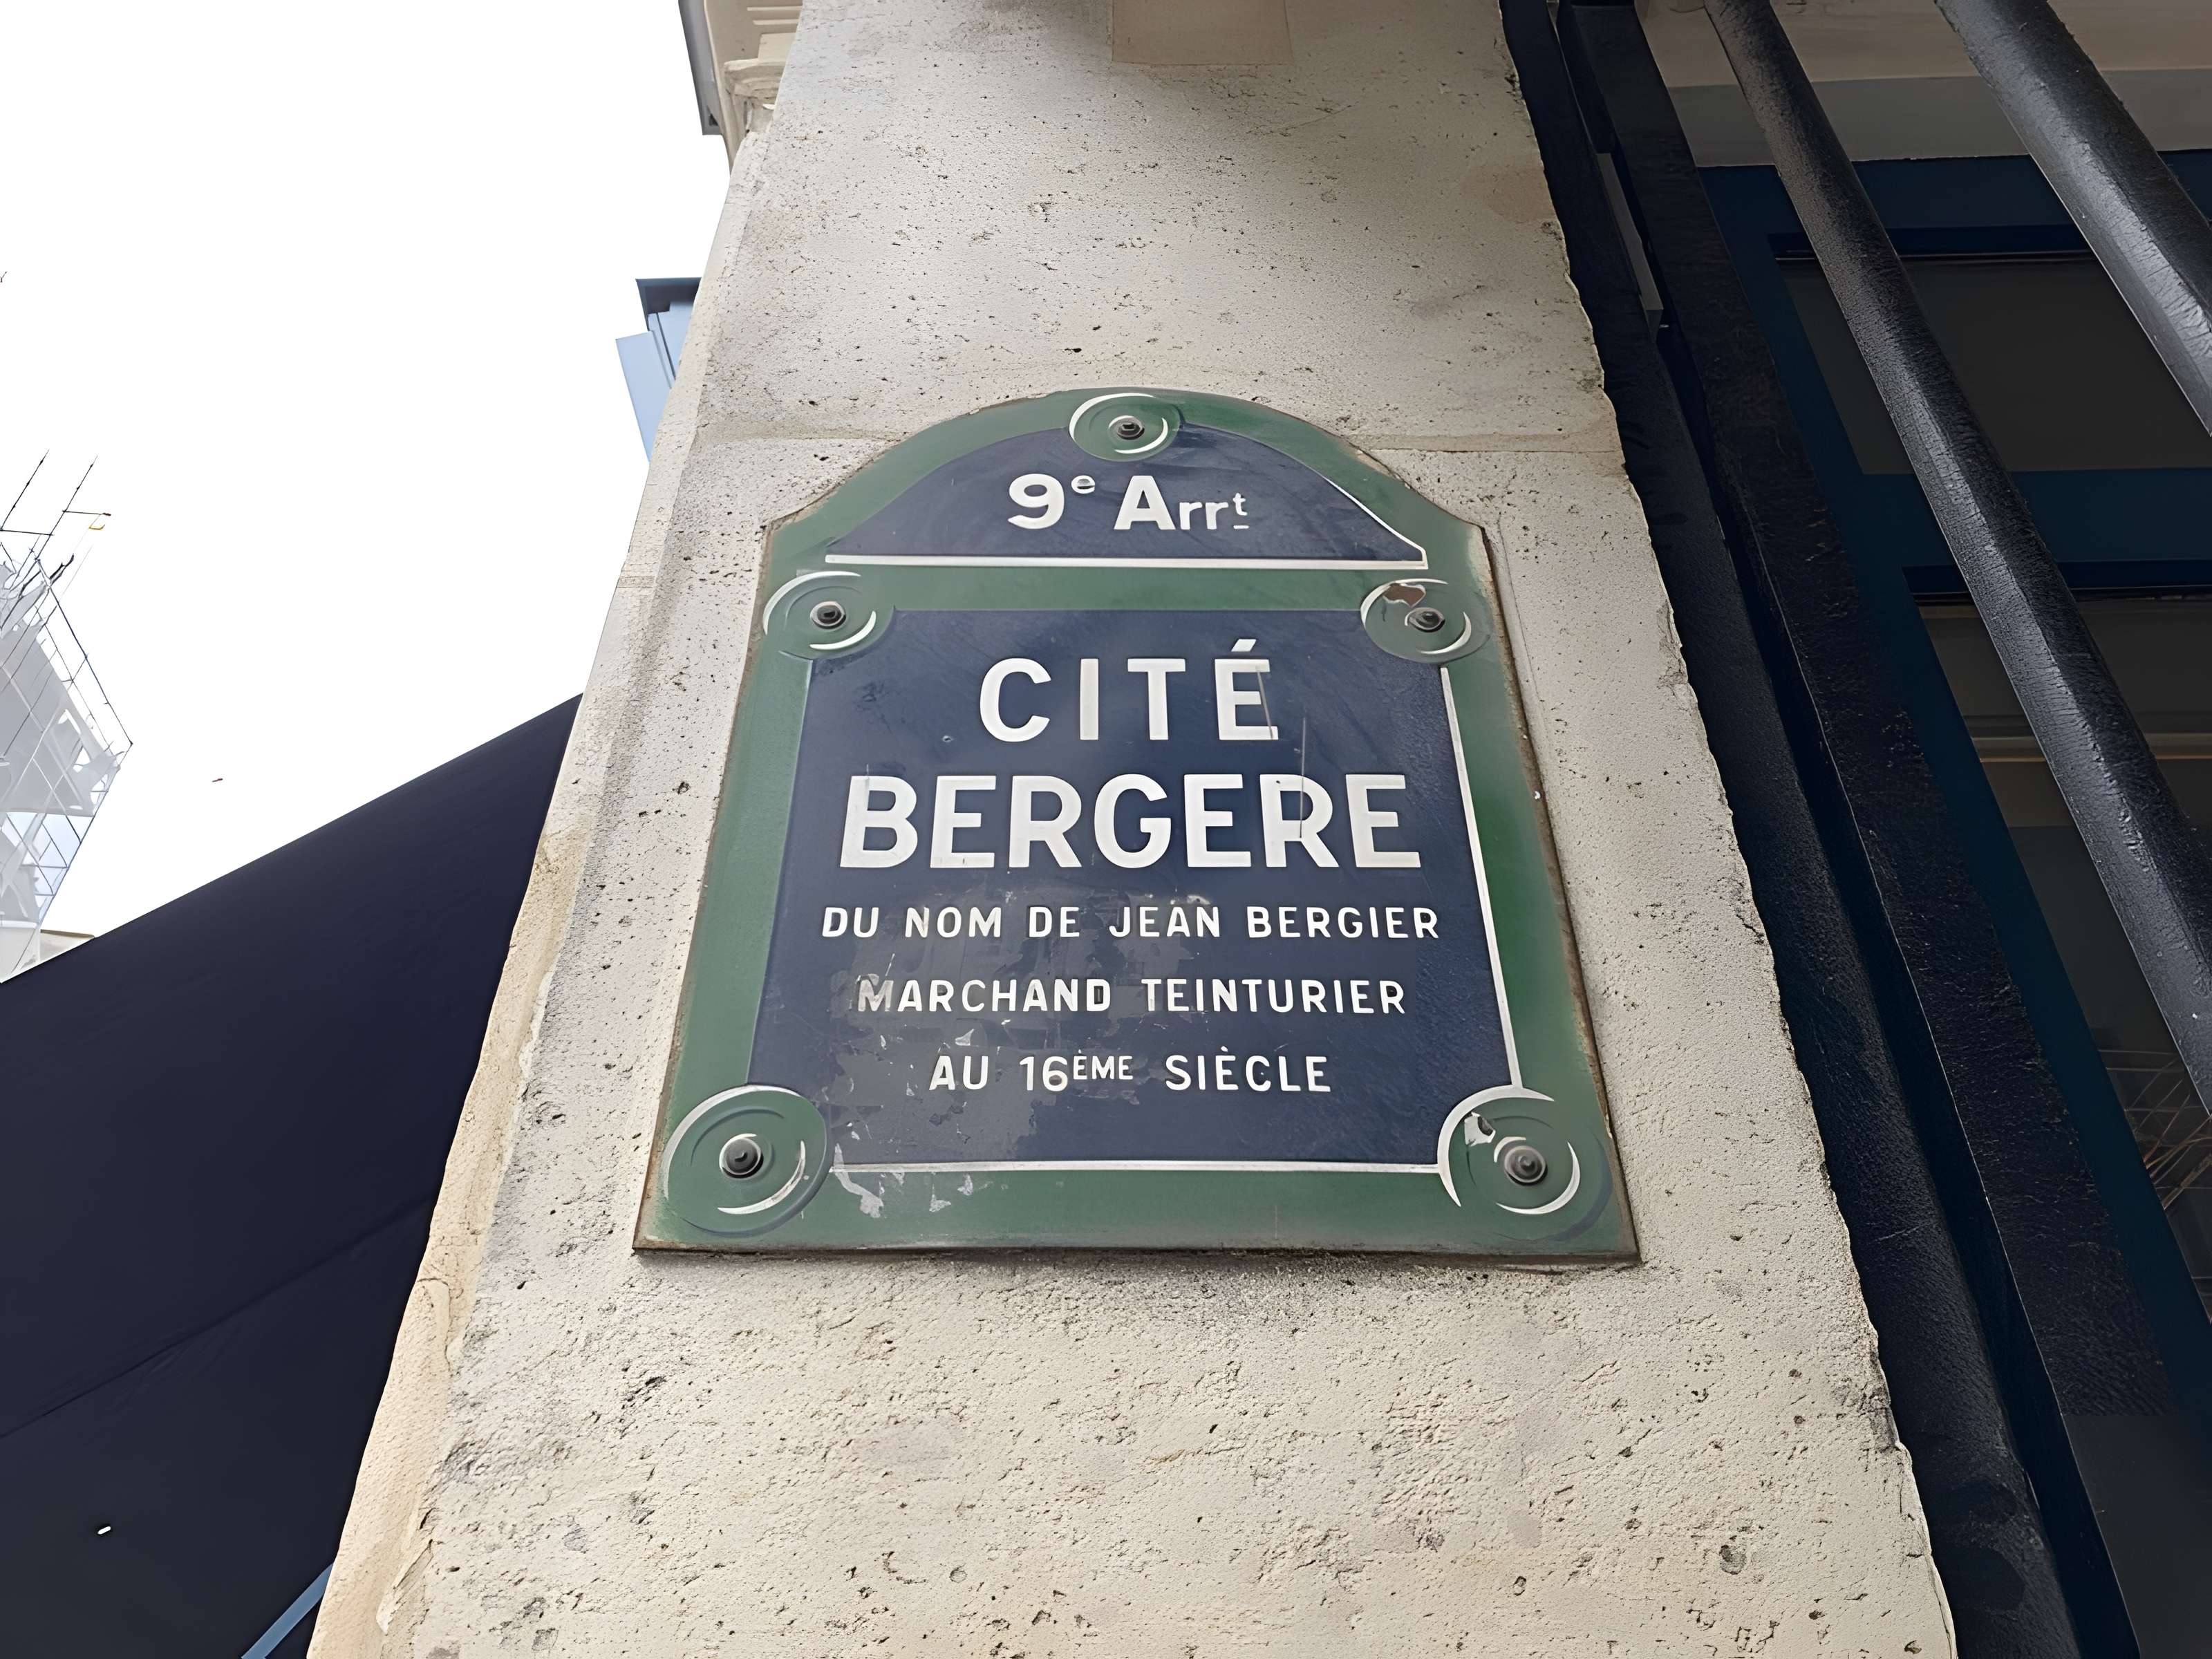 9e Arrt
CITÉ
BERGERE
DU NOM DE JEAN BERGIER
MARCHAND TEINTURIER
AU 16ÈME SIÈCLE